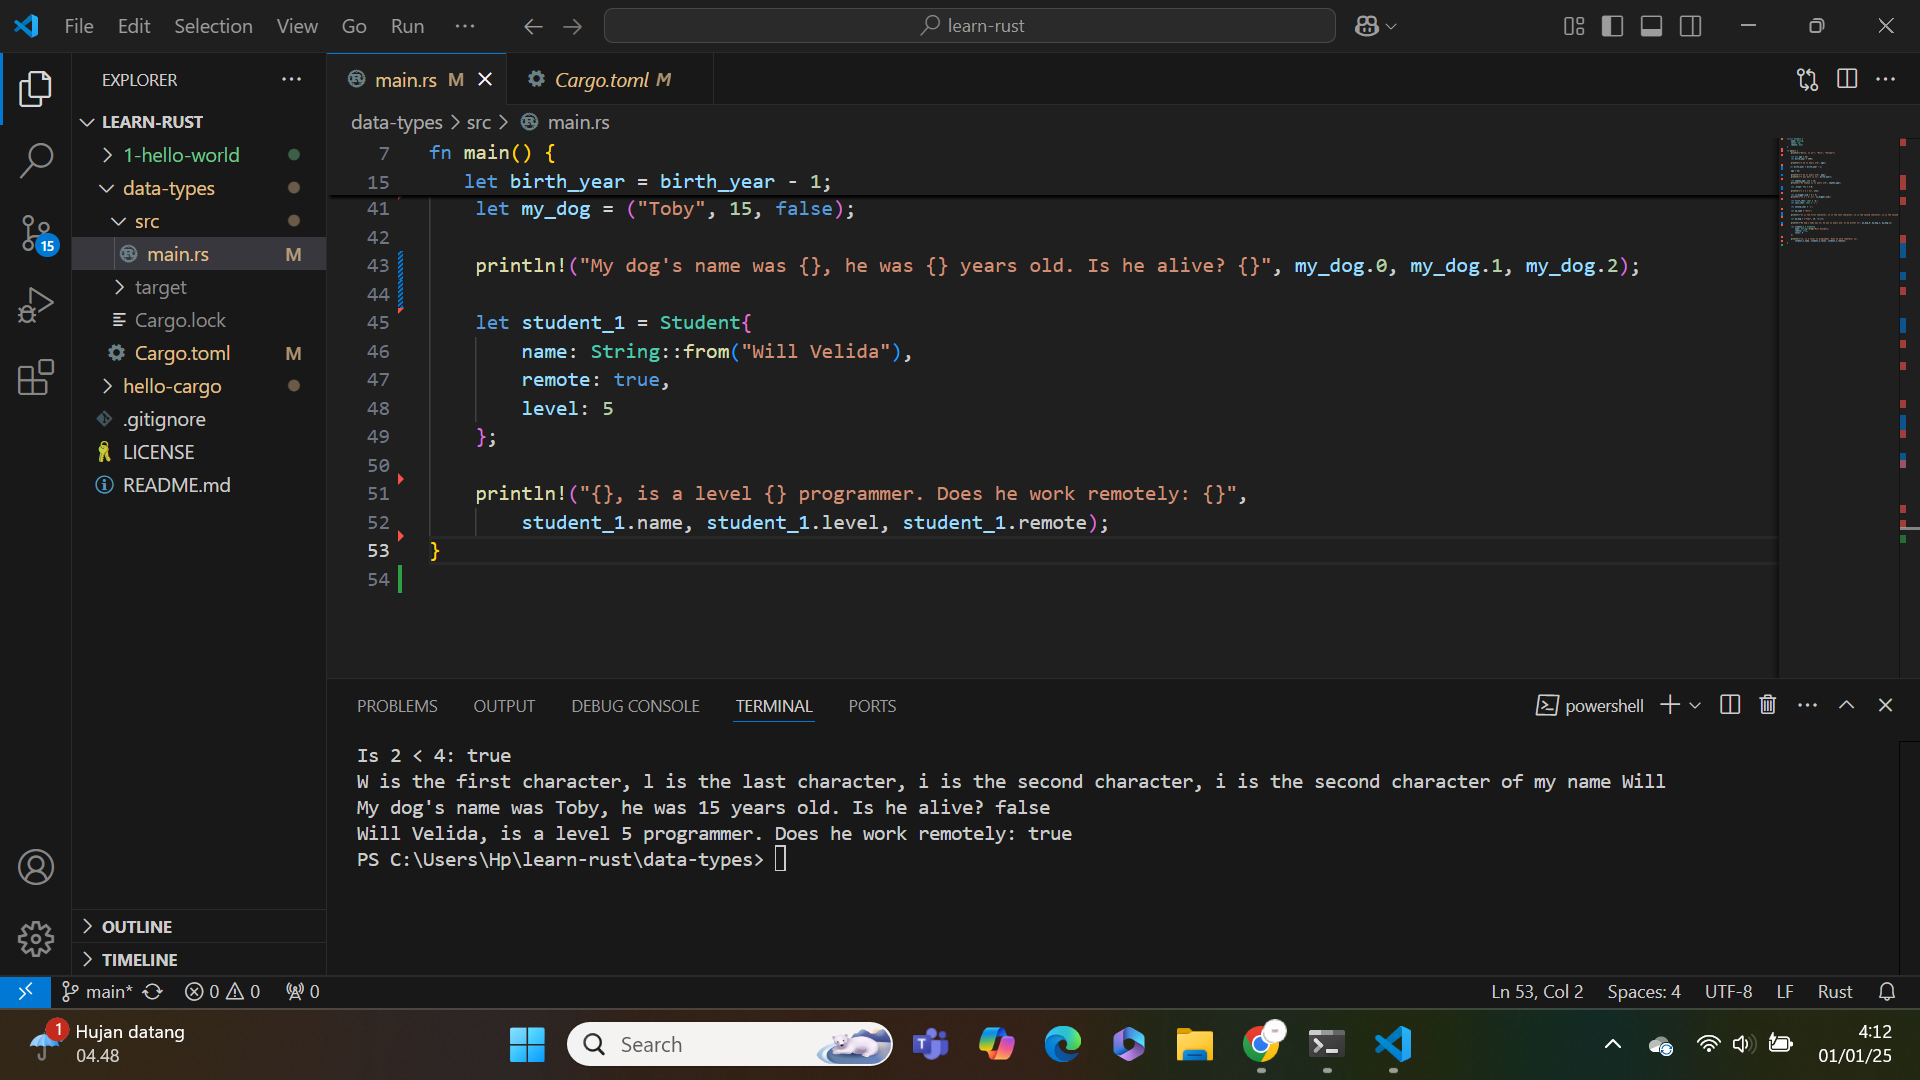 File Edit Selection View Go Run ···
learn-rust
EXPLORER
main.rs M
Cargo.toml M
LEARN-RUST
1-hello-world
data-types
src
main.rs M
target
Cargo.lock
Cargo.toml M
hello-cargo
.gitignore
LICENSE
README.md
15
OUTLINE
TIMELINE
data-types > src > main.rs
7 fn main() {
15 let birth_year = birth_year - 1;
41 let my_dog = ("Toby", 15, false);
42
43 println!("My dog's name was {}, he was {} years old. Is he alive? {}", my_dog.0, my_dog.1, my_dog.2);
44
45 let student_1 = Student{
46 name: String::from("Will Velida"),
47 remote: true,
48 level: 5
49 };
50
51 println!("{}, is a level {} programmer. Does he work remotely: {}",
52 student_1.name, student_1.level, student_1.remote);
53 }
54
PROBLEMS OUTPUT DEBUG CONSOLE TERMINAL PORTS
powershell
Is 2 < 4: true
W is the first character, l is the last character, i is the second character, i is the second character of my name Will
My dog's name was Toby, he was 15 years old. Is he alive? false
Will Velida, is a level 5 programmer. Does he work remotely: true
PS C:\Users\Hp\learn-rust\data-types>
main* 0 0 0
Ln 53, Col 2 Spaces: 4 UTF-8 LF Rust
1
Hujan datang
04.48
Search
4:12
01/01/25